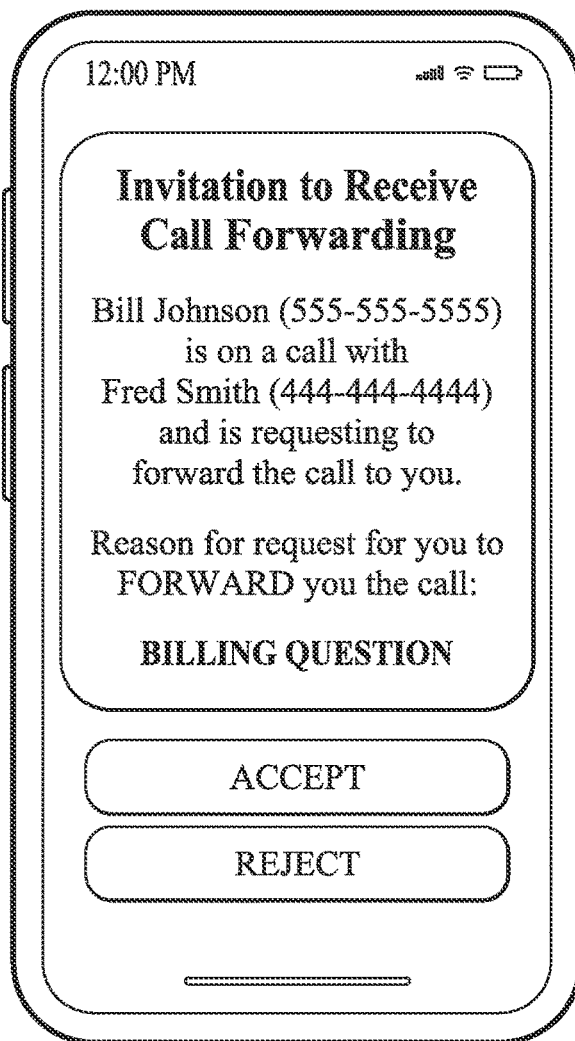 12:00 PM
Invitation to Receive
Call Forwarding
Bill Johnson (555-555-5555)
is on a call with
Fred Smith (444-444-4444)
and is requesting to
forward the call to you.
Reason for request for you to
FORWARD you the call:
BILLING QUESTION
ACCEPT
REJECT